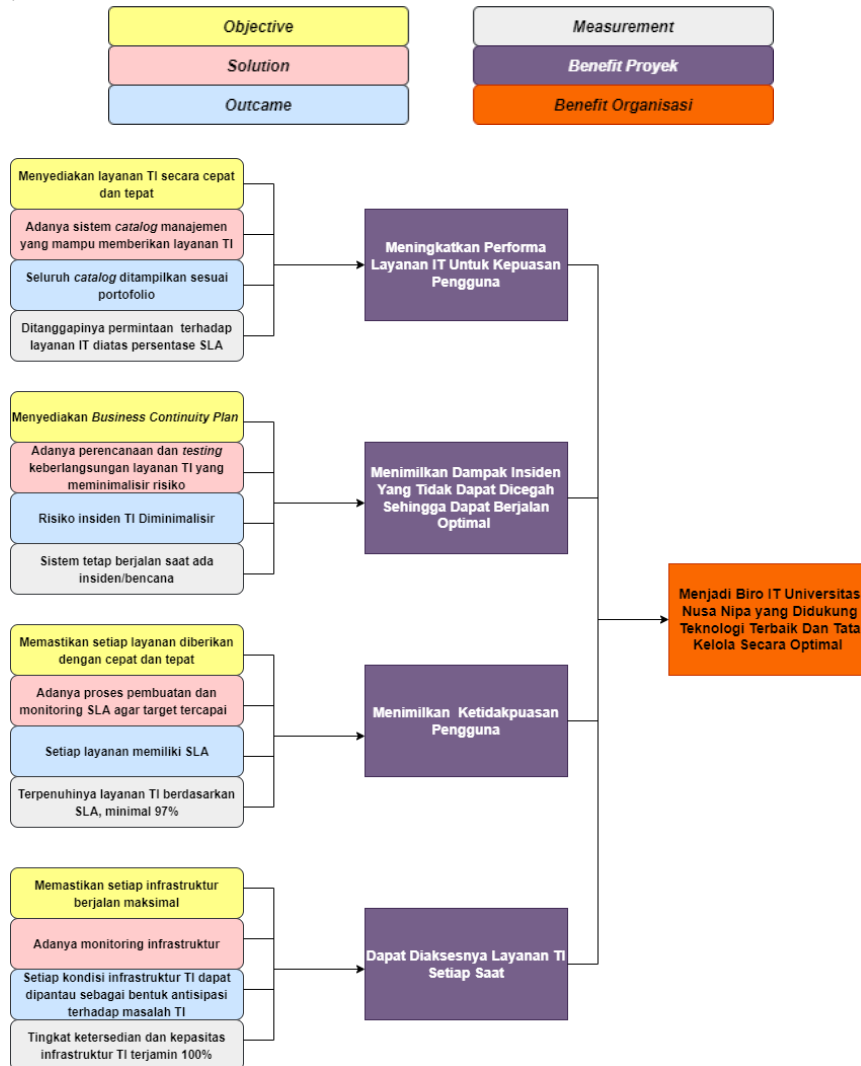 Objective
Measurement
Solution
Benefit Proyek
Outcame
Benefit Organisasi
Menyediakan layanan TI secara cepat
dan tepat
Adanya sistem catalog manajemen
yang mampu memberikan layanan TI
Seluruh catalog ditampilkan sesuai
portofolio
Ditanggapinya permintaan terhadap
layanan IT diatas persentase SLA
Meningkatkan Performa
Layanan IT Untuk Kepuasan
Pengguna
Menyediakan Business Continuity Plan
Adanya perencanaan dan testing
keberlangsungan layanan TI yang
meminimalisir risiko
Risiko insiden TI Diminimalisir
Sistem tetap berjalan saat ada
insiden/bencana
Menimilkan Dampak Insiden
Yang Tidak Dapat Dicegah
Sehingga Dapat Berjalan
Optimal
Memastikan setiap layanan diberikan
dengan cepat dan tepat
Adanya proses pembuatan dan
monitoring SLA agar target tercapai
Setiap layanan memiliki SLA
Terpenuhinya layanan TI berdasarkan
SLA, minimal 97%
Menimilkan Ketidakpuasan
Pengguna
Memastikan setiap infrastruktur
berjalan maksimal
Adanya monitoring infrastruktur
Setiap kondisi infrastruktur TI dapat
dipantau sebagai bentuk antisipasi
terhadap masalah TI
Tingkat ketersedian dan kepasitas
infrastruktur TI terjamin 100%
Dapat Diaksesnya Layanan TI
Setiap Saat
Menjadi Biro IT Universitas
Nusa Nipa yang Didukung
Teknologi Terbaik Dan Tata
Kelola Secara Optimal